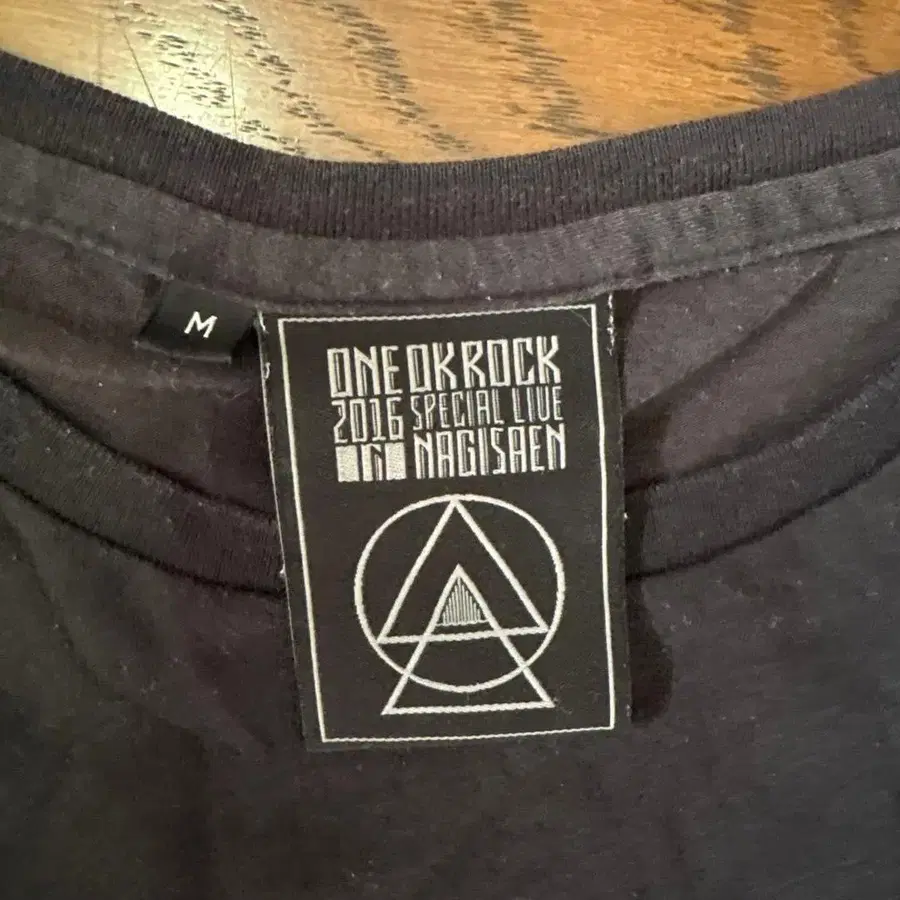 M
ONE OK ROCK
2016 SPECIAL LIVE
IN NAGISAEN